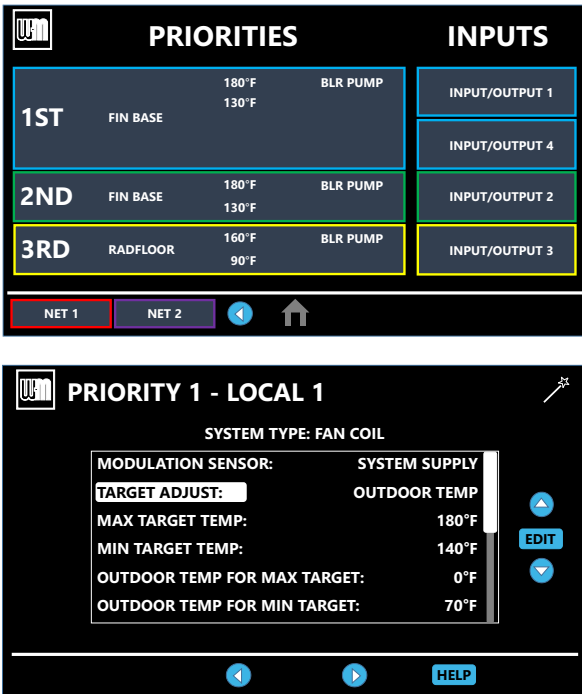 WM
PRIORITIES INPUTS
1ST FIN BASE 180°F BLR PUMP INPUT/OUTPUT 1
130°F
INPUT/OUTPUT 4
2ND FIN BASE 180°F BLR PUMP INPUT/OUTPUT 2
130°F
3RD RADFLOOR 160°F BLR PUMP INPUT/OUTPUT 3
90°F
NET 1 NET 2
WM PRIORITY 1 - LOCAL 1
SYSTEM TYPE: FAN COIL
MODULATION SENSOR: SYSTEM SUPPLY
TARGET ADJUST: OUTDOOR TEMP
MAX TARGET TEMP: 180°F
MIN TARGET TEMP: 140°F
EDIT
OUTDOOR TEMP FOR MAX TARGET: 0°F
OUTDOOR TEMP FOR MIN TARGET: 70°F
HELP